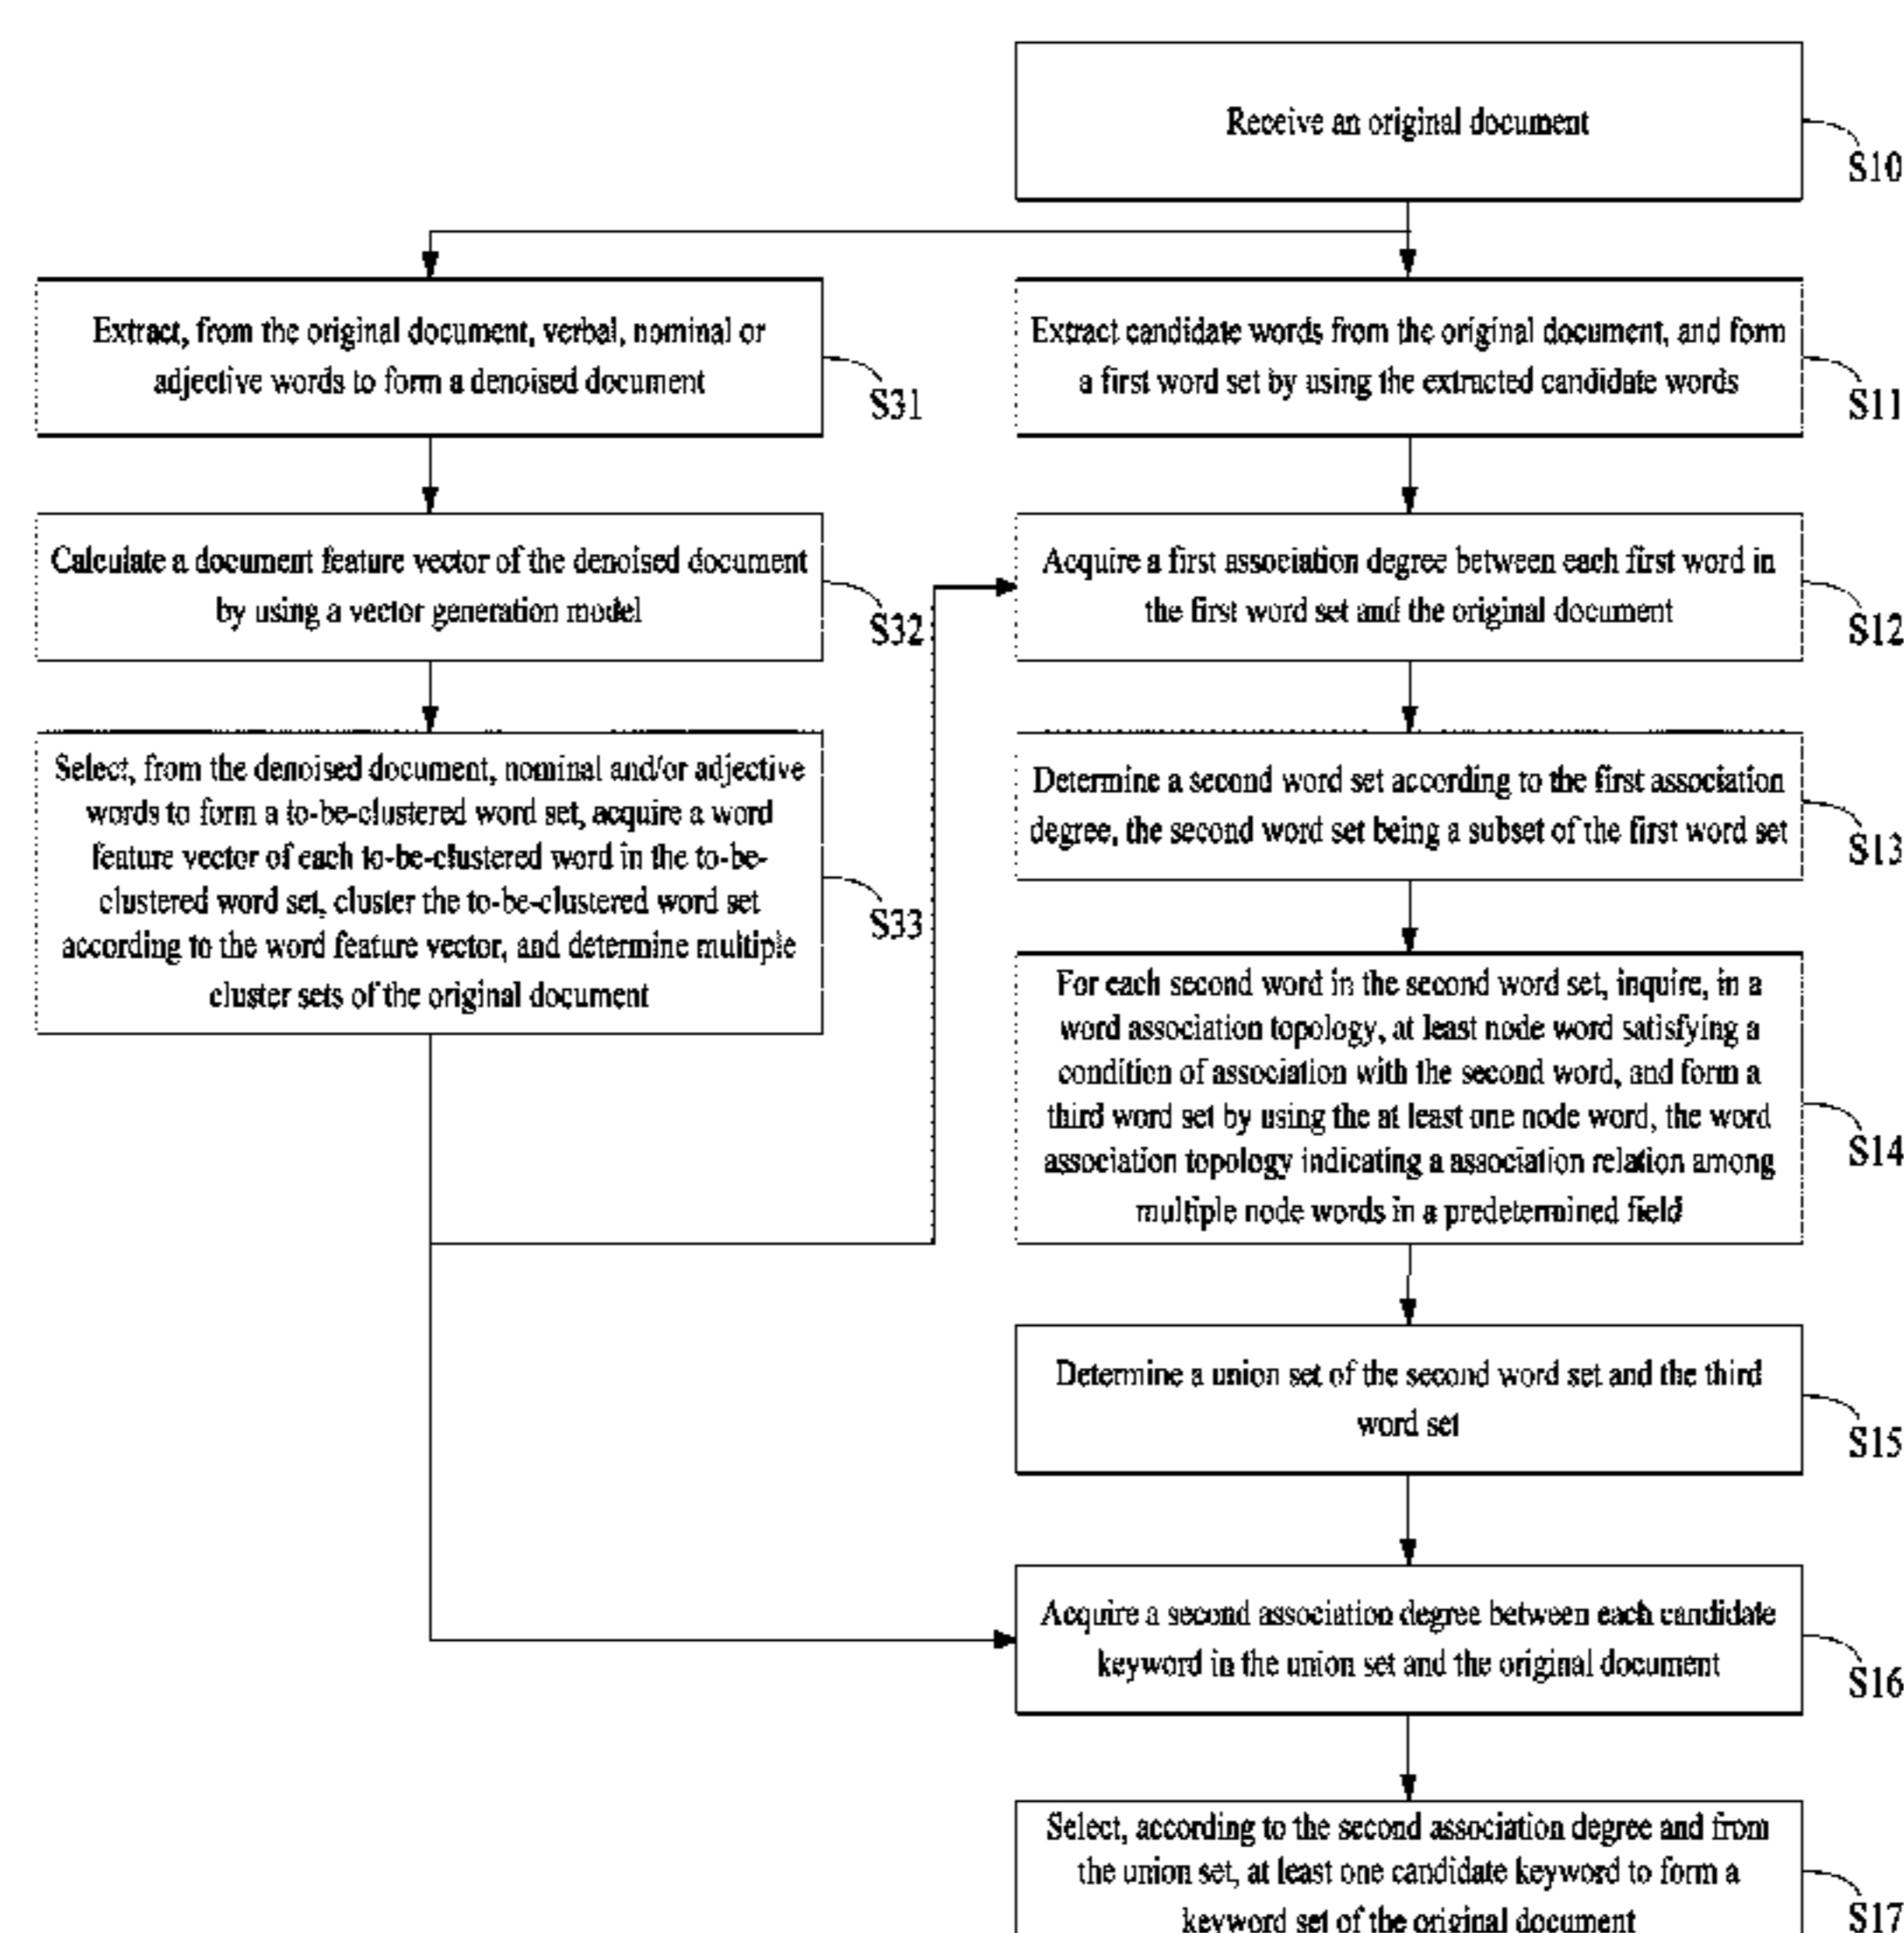 Receive an original document
S10
Extract, from the original document, verbal, nominal or
adjective words to form a denoised document
S31
Extract candidate words from the original document, and form
a first word set by using the extracted candidate words
S11
Calculate a document feature vector of the denoised document
by using a vector generation model
S32
Acquire a first association degree between each first word in
the first word set and the original document
S12
Select, from the denoised document, nominal and/or adjective
words to form a to-be-clustered word set, acquire a word
feature vector of each to-be-clustered word in the to-be-
clustered word set, cluster the to-be-clustered word set
according to the word feature vector, and determine multiple
cluster sets of the original document
S33
Determine a second word set according to the first association
degree, the second word set being a subset of the first word set
S13
For each second word in the second word set, inquire, in a
word association topology, at least node word satisfying a
condition of association with the second word, and form a
third word set by using the at least one node word, the word
association topology indicating a association relation among
multiple node words in a predetermined field
S14
Determine a union set of the second word set and the third
word set
S15
Acquire a second association degree between each candidate
keyword in the union set and the original document
S16
Select, according to the second association degree and from
the union set, at least one candidate keyword to form a
keyword set of the original document
S17